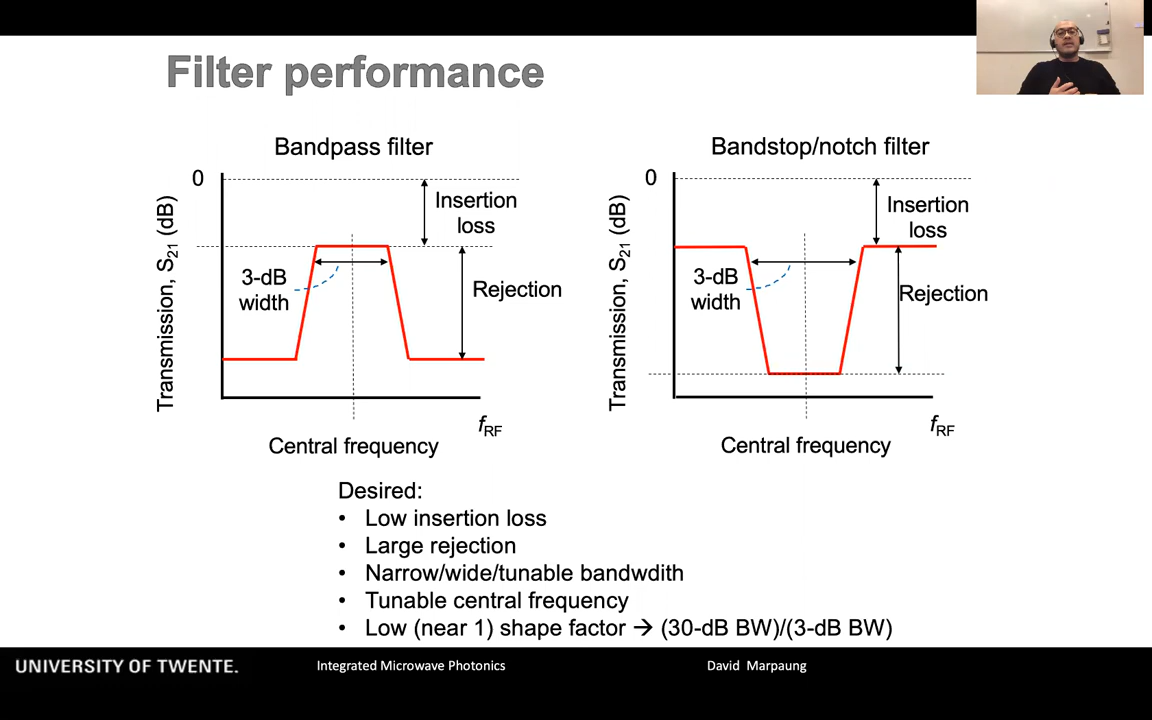 Filter performance
Bandpass filter
0
Insertion
loss
3-dB
width
Rejection
Transmission, S21 (dB)
fRF
Central frequency
Bandstop/notch filter
0
Insertion
loss
3-dB
width
Rejection
Transmission, S21 (dB)
fRF
Central frequency
Desired:
• Low insertion loss
• Large rejection
• Narrow/wide/tunable bandwdith
• Tunable central frequency
• Low (near 1) shape factor → (30-dB BW)/(3-dB BW)
UNIVERSITY OF TWENTE. Integrated Microwave Photonics David Marpaung